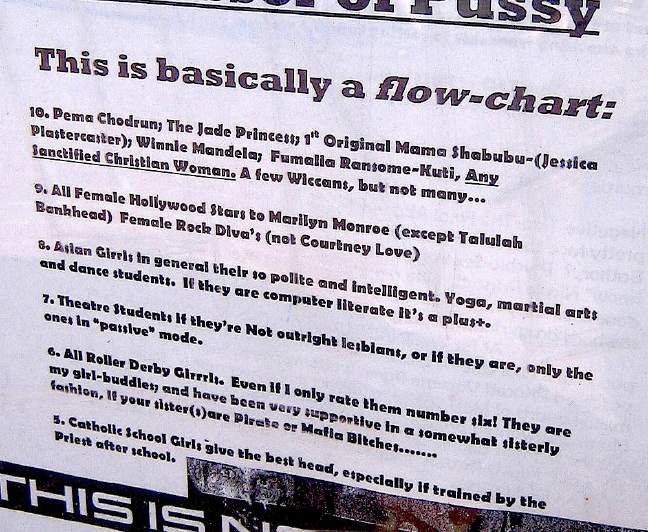 of Pussy
This is basically a flow-chart:
10. Pema Chodrun; The Jade Princess; 1st Original Mama Shabubu-(Jessica
Plastercaster); Winnie Mandela; Fumalia Ransome-Kuti, Any
Sanctified Christian Woman. A few Wiccans, but not many...
9. All Female Hollywood Stars to Marilyn Monroe (except Talulah
Bankhead) Female Rock Diva's (not Courtney Love)
8. Asian Girrls in general their so polite and intelligent. Yoga, martial arts
and dance students. If they are computer literate it's a plus+.
7. Theatre Students if they're Not outright lesbians, or if they are, only the
ones in "passive" mode.
6. All Roller Derby Girrrls. Even if I only rate them number six! They are
my girl-buddies; and have been very supportive in a somewhat sisterly
fashion, if your sister(s)are Pirate or Mafia Bitches.......
5. Catholic School Girls give the best head, especially if trained by the
Priest after school.
THIS IS